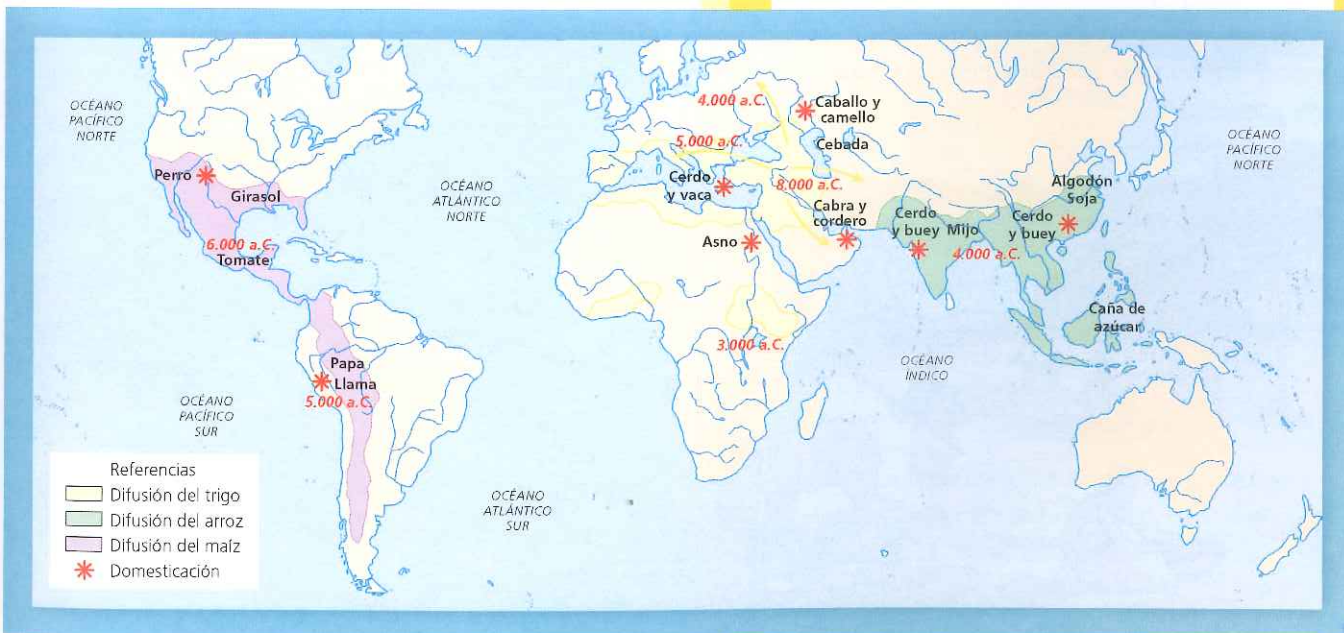 OCÉANO
PACÍFICO
NORTE
Perro
Girasol
6.000 a.C.
Tomate
Papa
Llama
5.000 a.C.
OCÉANO
PACÍFICO
SUR
OCÉANO
ATLÁNTICO
NORTE
OCÉANO
ATLÁNTICO
SUR
4.000 a.C.
Caballo y
camello
5.000 a.C.
Cebada
Cerdo
y vaca
8.000 a.C.
Cabra y
cordero
Asno
3.000 a.C.
Cerdo
y buey
Mijo
4.000 a.C.
Algodón
Soja
Cerdo
y buey
Caña de
azúcar
OCÉANO
ÍNDICO
OCÉANO
PACÍFICO
NORTE
Referencias
Difusión del trigo
Difusión del arroz
Difusión del maíz
Domesticación